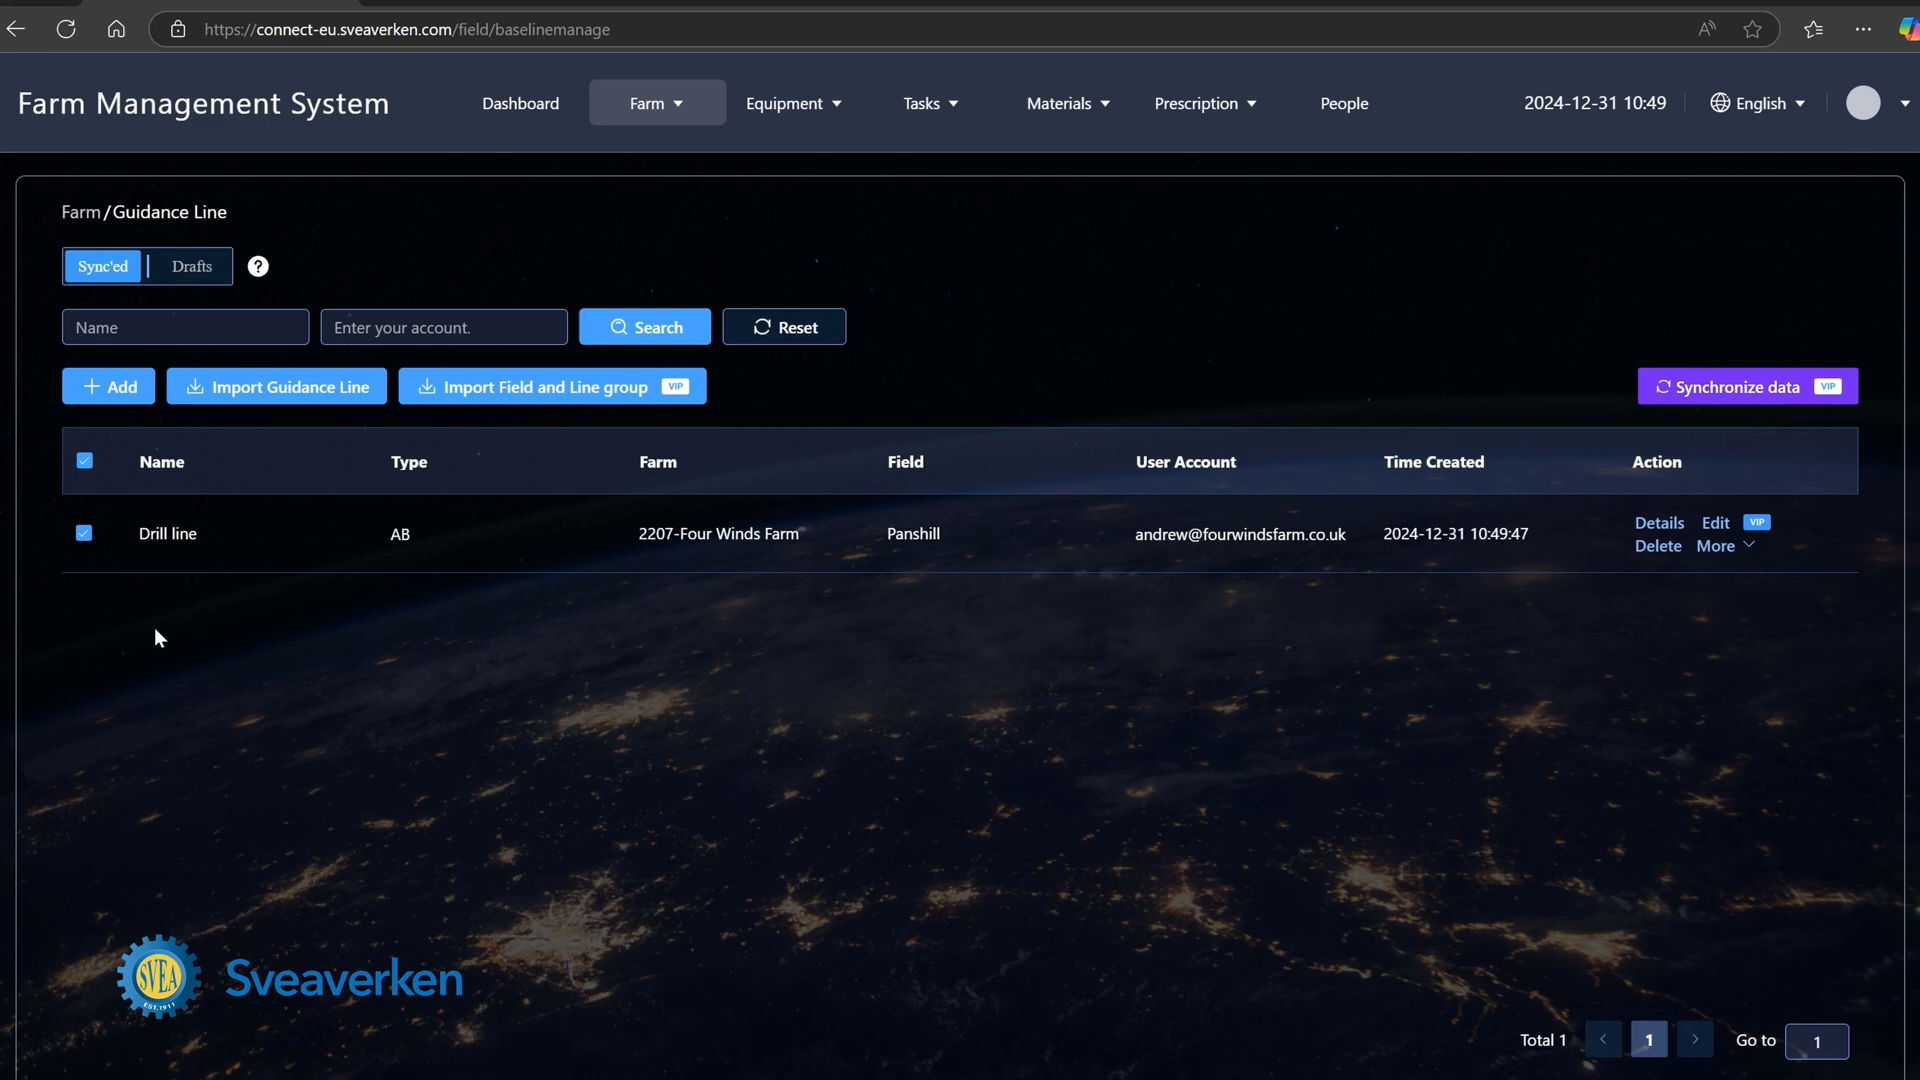 https://connect-eu.sveaverken.com/field/baselinemanage
Farm Management System
Dashboard
Farm
Equipment
Tasks
Materials
Prescription
People
2024-12-31 10:49
English
Farm/Guidance Line
Sync'ed
Drafts
?
Name
Enter your account.
Search
Reset
Add
Import Guidance Line
Import Field and Line group VIP
Synchronize data VIP
Name Type Farm Field User Account Time Created Action
Drill line AB 2207-Four Winds Farm Panshill andrew@fourwindsfarm.co.uk 2024-12-31 10:49:47
Details Edit VIP
Delete More
SVEA
EST.1911
Sveaverken
Total 1
1
Go to
1